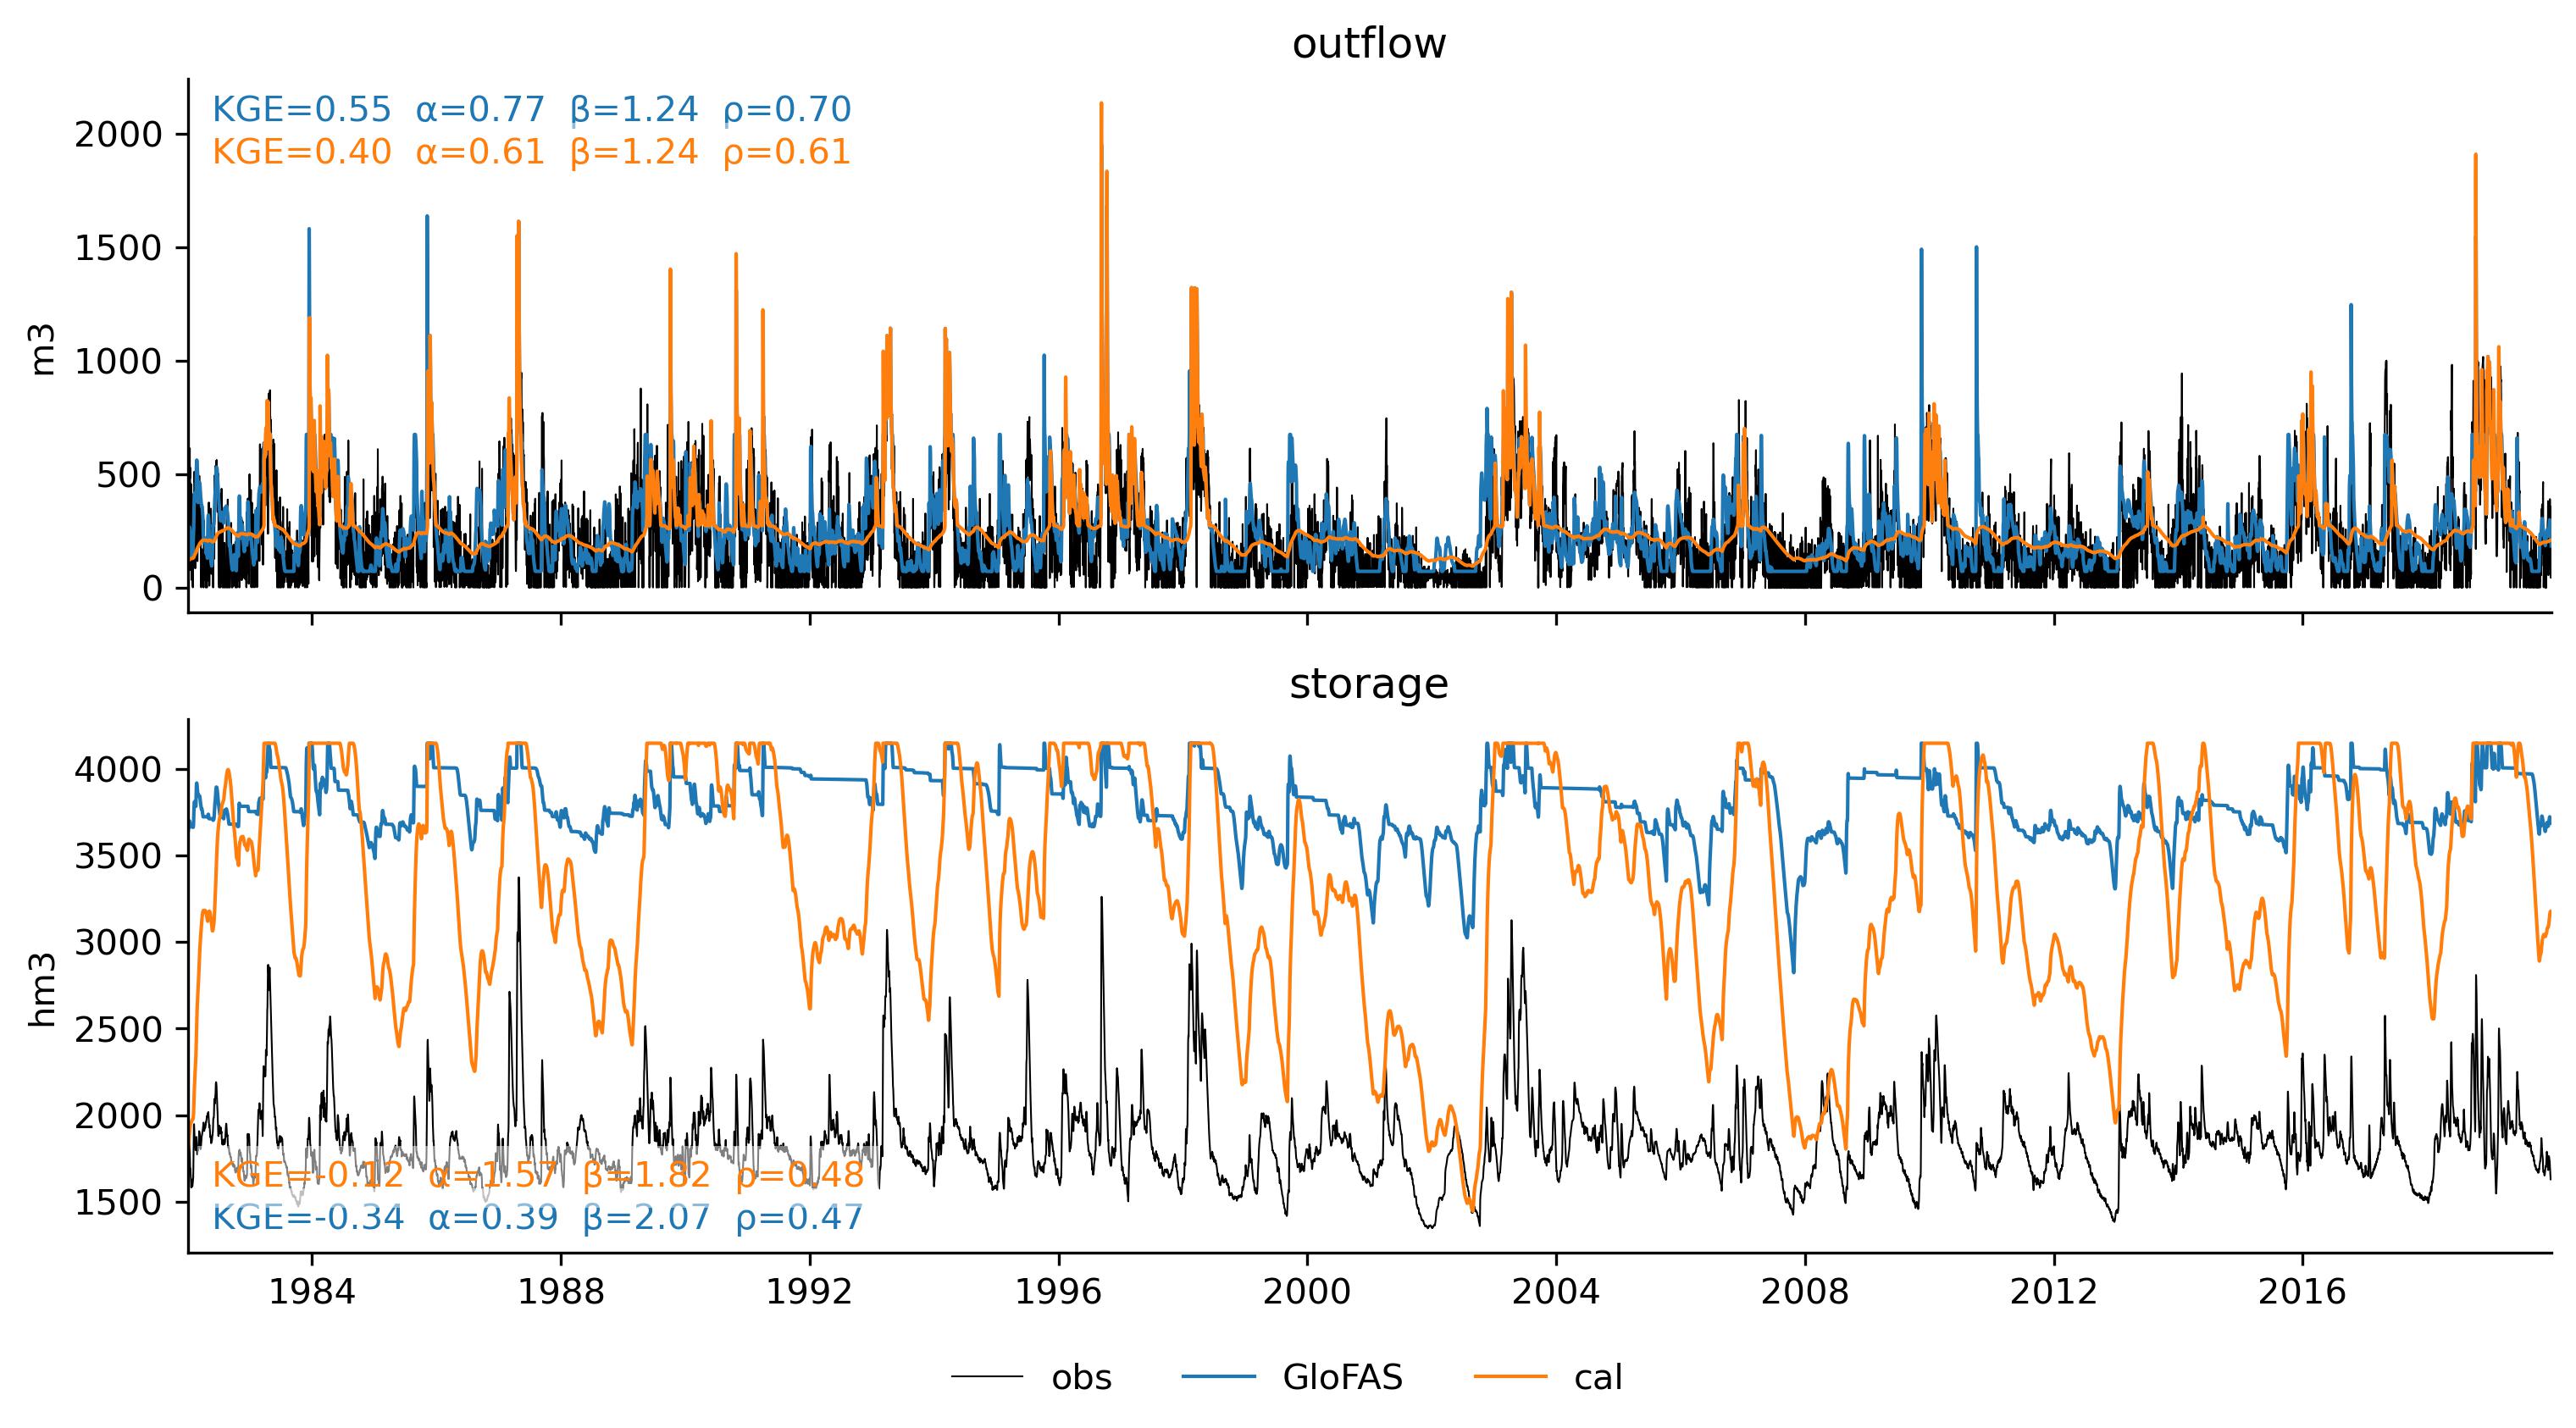 outflow
KGE=0.55 α=0.77 β=1.24 ρ=0.70
KGE=0.40 α=0.61 β=1.24 ρ=0.61
m3
2000
1500
1000
500
0
storage
hm3
4000
3500
3000
2500
2000
1500
KGE=-0.12 α=1.57 β=1.82 ρ=0.48
KGE=-0.34 α=0.39 β=2.07 ρ=0.47
1984 1988 1992 1996 2000 2004 2008 2012 2016
obs GloFAS cal